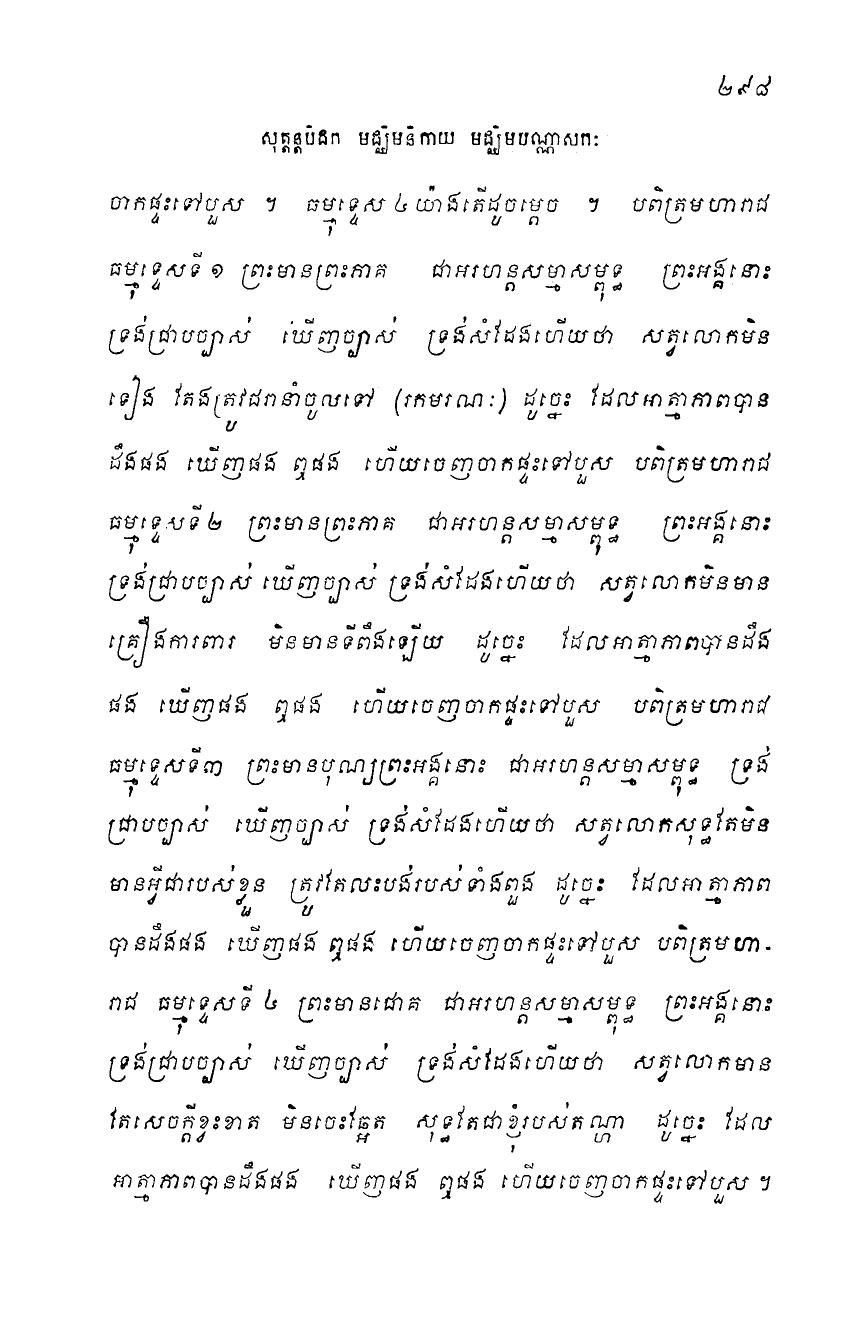 ២៩៨
សុត្តន្តបិដក មជ្ឈិមនិកាយ មជ្ឈិមបណ្ណាសកៈ
ចាកផ្ទះទៅបួស ។ ធម្មុទ្ទេស ៤ យ៉ាងតើដូចម្តេច ។ បពិត្រមហារាជ
ធម្មុទ្ទេសទី ១ ព្រះមានព្រះភាគ ជាអរហន្តសម្មាសម្ពុទ្ធ ព្រះអង្គនោះ
ទ្រង់ជ្រាបច្បាស់ ឃើញច្បាស់ ទ្រង់សំដែងហើយថា សត្វលោកមិន
ទៀង តែងត្រូវជរានាំចូលទៅ (រកមរណៈ) ដូច្នេះ ដែលអាត្មាភាពបាន
ដឹងផង ឃើញផង ឮផង ហើយចេញចាកផ្ទះទៅបួស បពិត្រមហារាជ
ធម្មុទ្ទេសទី ២ ព្រះមានព្រះភាគ ជាអរហន្តសម្មាសម្ពុទ្ធ ព្រះអង្គនោះ
ទ្រង់ជ្រាបច្បាស់ ឃើញច្បាស់ ទ្រង់សំដែងហើយថា សត្វលោកមិនមាន
គ្រឿងការពារ មិនមានទីពឹងឡើយ ដូច្នេះ ដែលអាត្មាភាពបានដឹង
ផង ឃើញផង ឮផង ហើយចេញចាកផ្ទះទៅបួស បពិត្រមហារាជ
ធម្មុទ្ទេសទី៣ ព្រះមានបុណ្យព្រះអង្គនោះ ជាអរហន្តសម្មាសម្ពុទ្ធ ទ្រង់
ជ្រាបច្បាស់ ឃើញច្បាស់ ទ្រង់សំដែងហើយថា សត្វលោកសុទ្ធតែមិន
មានអ្វីជារបស់ខ្លួន ត្រូវតែលះបង់របស់ទាំងពួង ដូច្នេះ ដែលអាត្មាភាព
បានដឹងផង ឃើញផង ឮផង ហើយចេញចាកផ្ទះទៅបួស បពិត្រមហា-
រាជ ធម្មុទ្ទេសទី ៤ ព្រះមានជោគ ជាអរហន្តសម្មាសម្ពុទ្ធ ព្រះអង្គនោះ
ទ្រង់ជ្រាបច្បាស់ ឃើញច្បាស់ ទ្រង់សំដែងហើយថា សត្វលោកមាន
តែសេចក្តីខ្វះខាត មិនចេះឆ្អែត សុទ្ធតែជាខ្ញុំរបស់តណ្ហា ដូច្នេះ ដែល
អាត្មាភាពបានដឹងផង ឃើញផង ឮផង ហើយចេញចាកផ្ទះទៅបួស ។